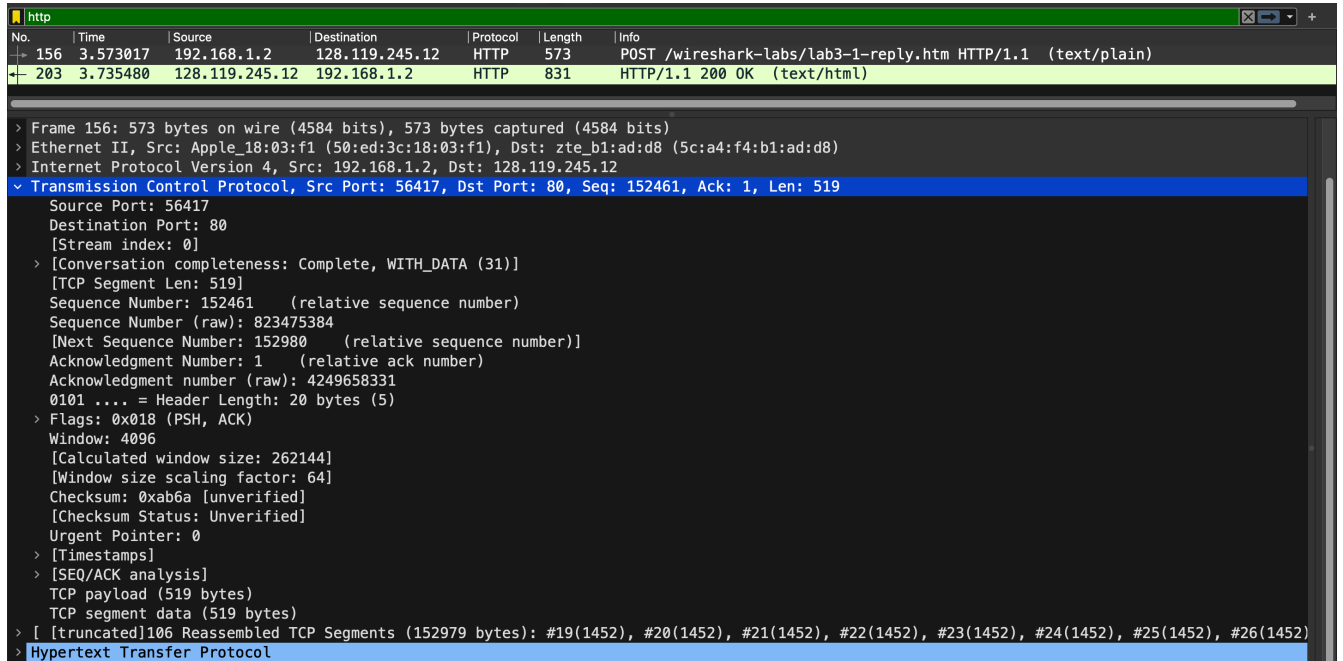 http
No. Time Source Destination Protocol Length Info
156 3.573017 192.168.1.2 128.119.245.12 HTTP 573 POST /wireshark-labs/lab3-1-reply.htm HTTP/1.1 (text/plain)
203 3.735480 128.119.245.12 192.168.1.2 HTTP 831 HTTP/1.1 200 OK (text/html)
> Frame 156: 573 bytes on wire (4584 bits), 573 bytes captured (4584 bits)
> Ethernet II, Src: Apple_18:03:f1 (50:ed:3c:18:03:f1), Dst: zte_b1:ad:d8 (5c:a4:f4:b1:ad:d8)
> Internet Protocol Version 4, Src: 192.168.1.2, Dst: 128.119.245.12
Transmission Control Protocol, Src Port: 56417, Dst Port: 80, Seq: 152461, Ack: 1, Len: 519
Source Port: 56417
Destination Port: 80
[Stream index: 0]
> [Conversation completeness: Complete, WITH_DATA (31)]
[TCP Segment Len: 519]
Sequence Number: 152461 (relative sequence number)
Sequence Number (raw): 823475384
[Next Sequence Number: 152980 (relative sequence number)]
Acknowledgment Number: 1 (relative ack number)
Acknowledgment number (raw): 4249658331
0101 .... = Header Length: 20 bytes (5)
> Flags: 0x018 (PSH, ACK)
Window: 4096
[Calculated window size: 262144]
[Window size scaling factor: 64]
Checksum: 0xab6a [unverified]
[Checksum Status: Unverified]
Urgent Pointer: 0
> [Timestamps]
> [SEQ/ACK analysis]
TCP payload (519 bytes)
TCP segment data (519 bytes)
> [ [truncated]106 Reassembled TCP Segments (152979 bytes): #19(1452), #20(1452), #21(1452), #22(1452), #23(1452), #24(1452), #25(1452), #26(1452)
> Hypertext Transfer Protocol